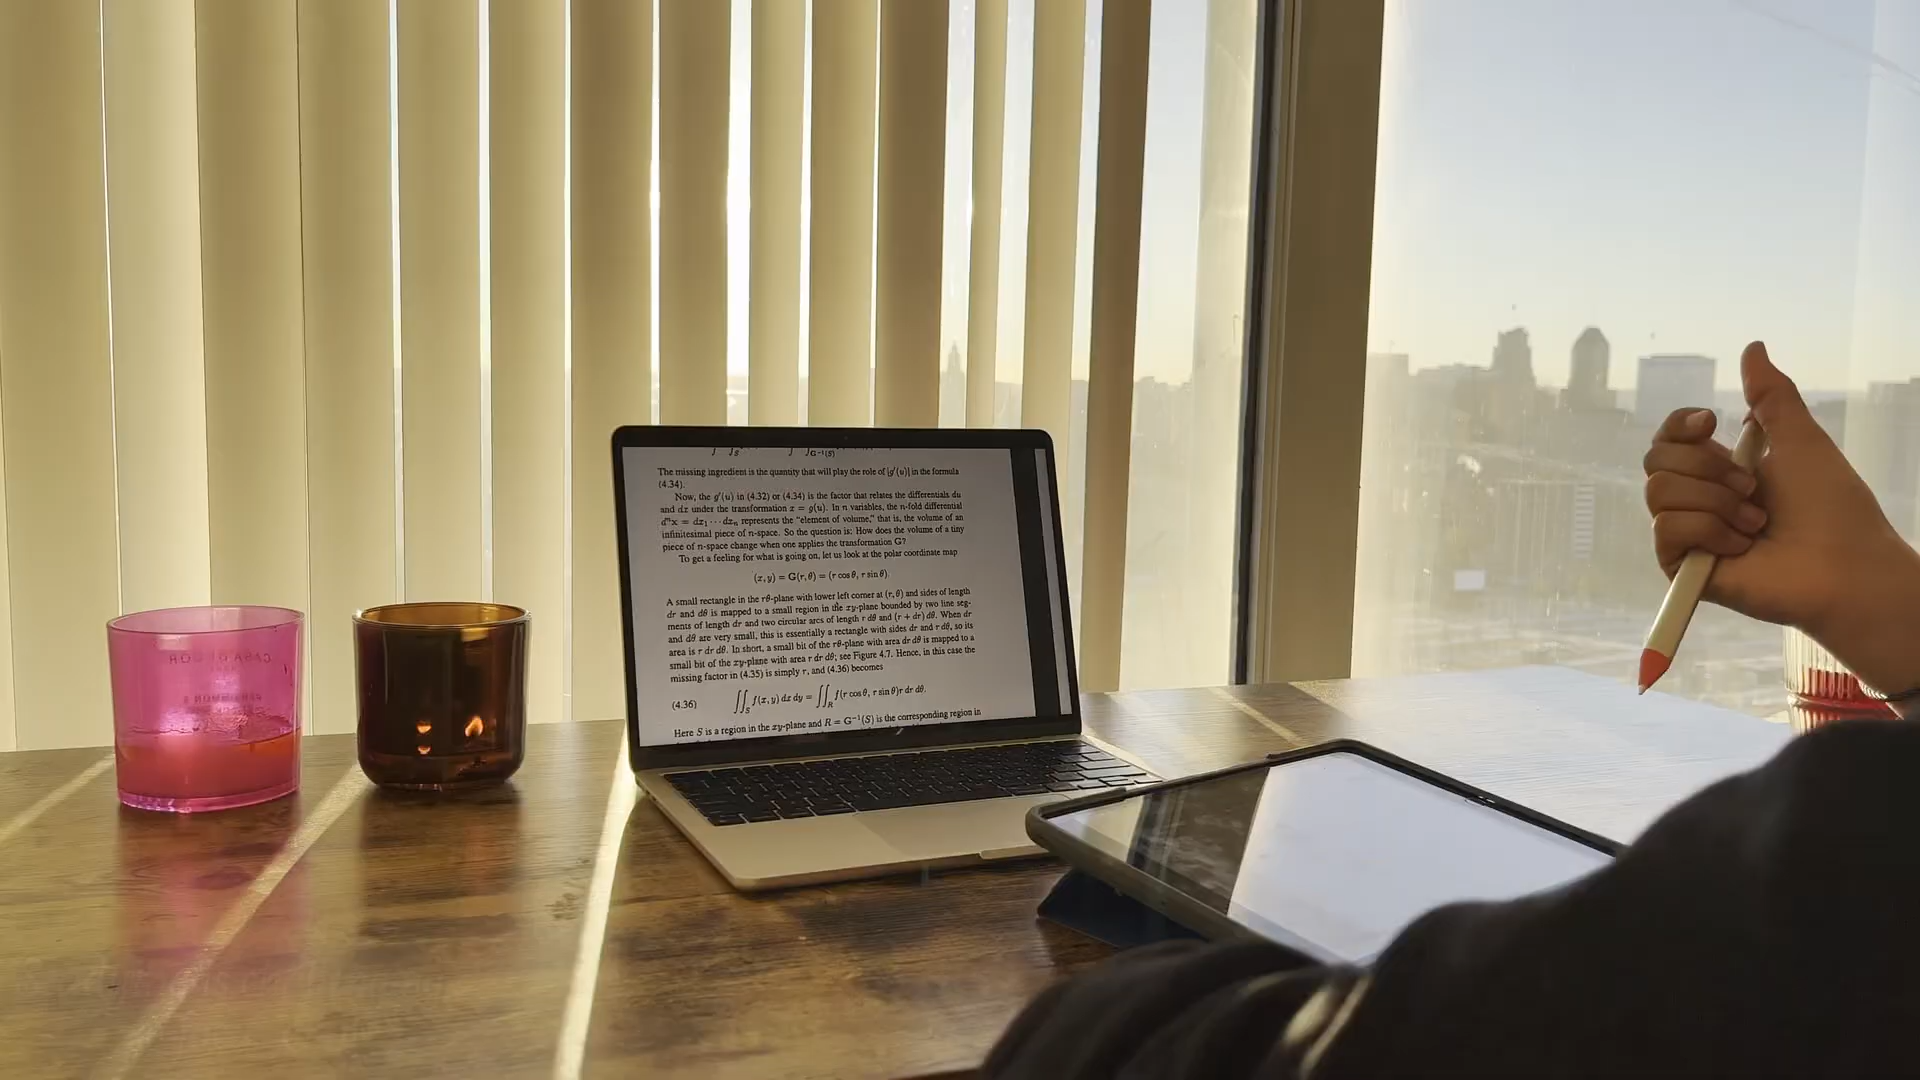 ∫ ∫_S ∫ ∫_{G⁻¹(S)}
The missing ingredient is the quantity that will play the role of |g′(u)| in the formula
(4.34).
Now, the g′(u) in (4.32) or (4.34) is the factor that relates the differentials du
and dx under the transformation x = g(u). In n variables, the n-fold differential
dⁿx = dx₁ ⋯ dxₙ represents the “element of volume,” that is, the volume of an
infinitesimal piece of n-space. So the question is: How does the volume of a tiny
piece of n-space change when one applies the transformation G?
To get a feeling for what is going on, let us look at the polar coordinate map
(x, y) = G(r, θ) = (r cos θ, r sin θ).
A small rectangle in the rθ-plane with lower left corner at (r, θ) and sides of length
dr and dθ is mapped to a small region in the xy-plane bounded by two line seg-
ments of length dr and two circular arcs of length r dθ and (r + dr) dθ. When dr
and dθ are very small, this is essentially a rectangle with sides dr and r dθ, so its
area is r dr dθ. In short, a small bit of the rθ-plane with area dr dθ is mapped to a
small bit of the xy-plane with area r dr dθ; see Figure 4.7. Hence, in this case the
missing factor in (4.35) is simply r, and (4.36) becomes
(4.36) ∬_S f(x, y) dx dy = ∬_R f(r cos θ, r sin θ)r dr dθ.
Here S is a region in the xy-plane and R = G⁻¹(S) is the corresponding region in